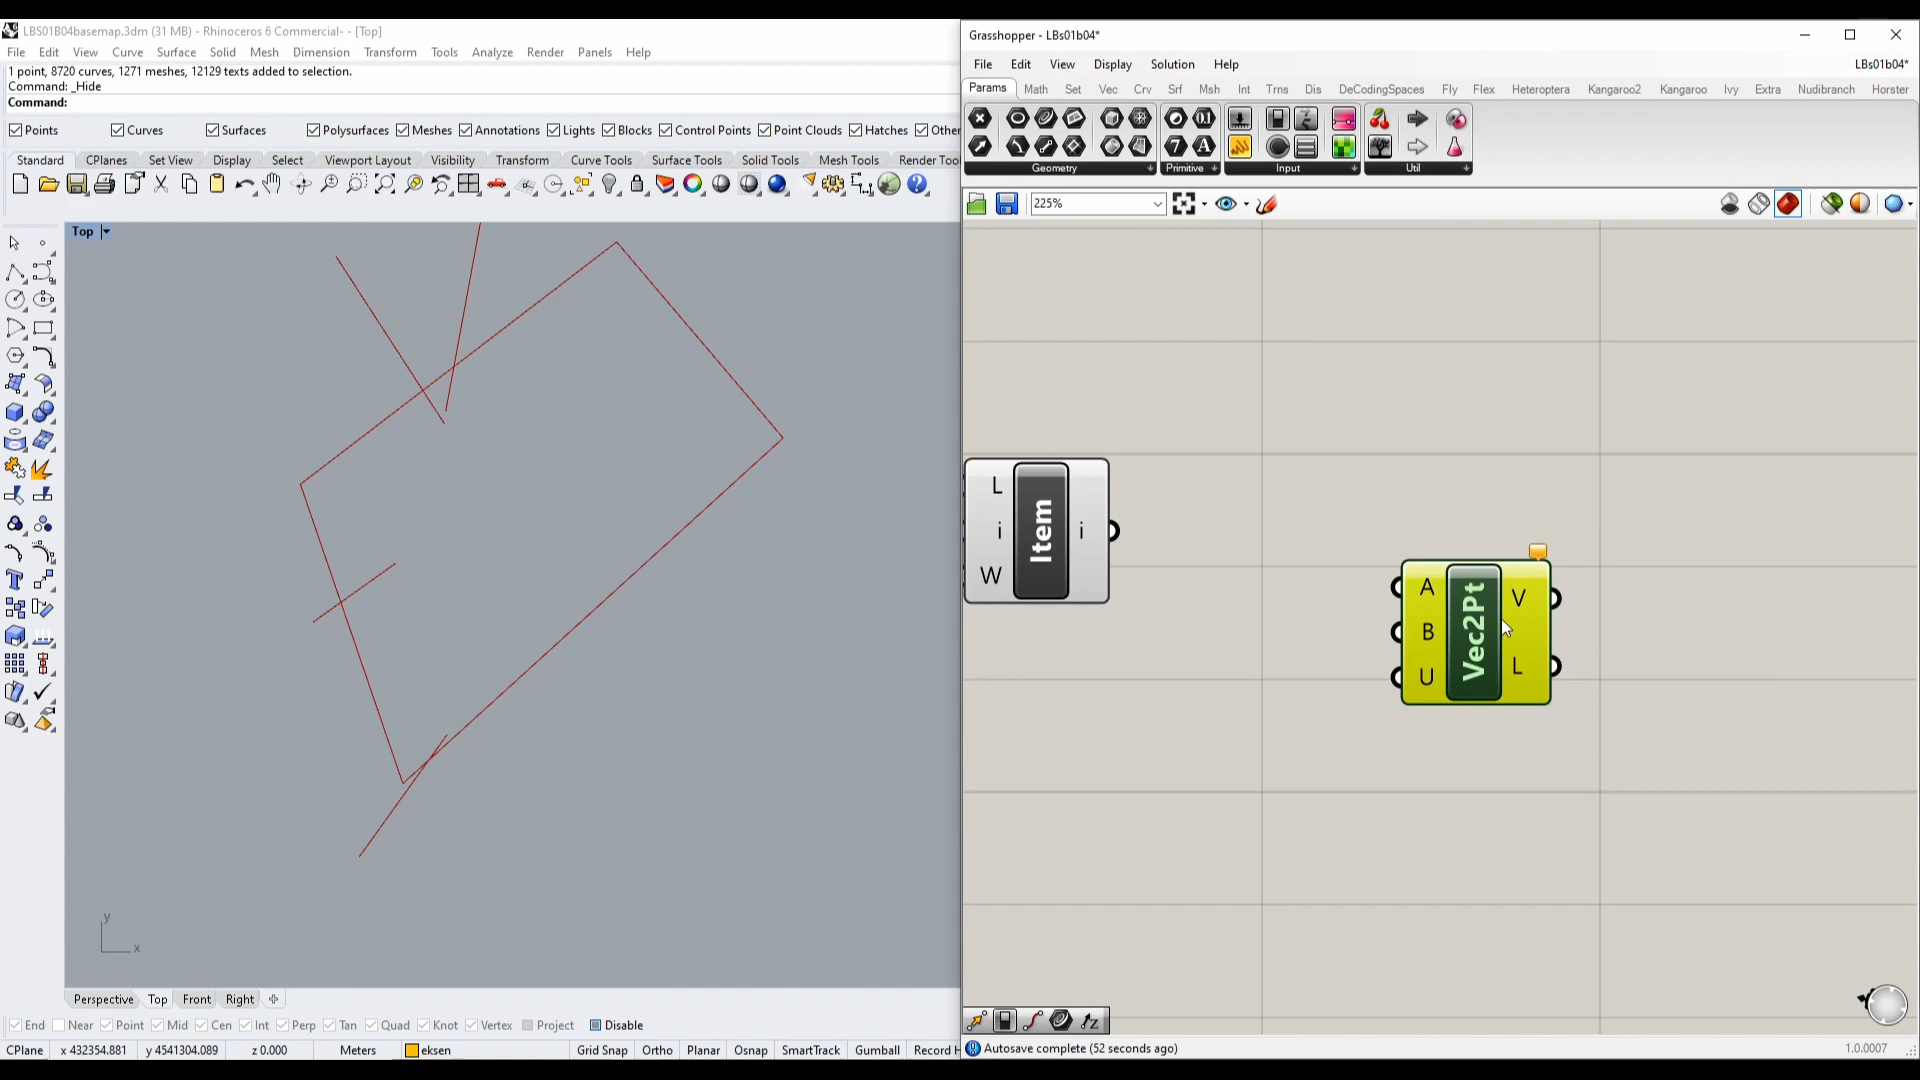 LBS01B04basemap.3dm (31 MB) - Rhinoceros 6 Commercial- - [Top]
File Edit View Curve Surface Solid Mesh Dimension Transform Tools Analyze Render Panels Help
1 point, 8720 curves, 1271 meshes, 12129 texts added to selection.
Command: _Hide
Command:
Points Curves Surfaces Polysurfaces Meshes Annotations Lights Blocks Control Points Point Clouds Hatches Other
Standard CPlanes Set View Display Select Viewport Layout Visibility Transform Curve Tools Surface Tools Solid Tools Mesh Tools Render Too
Top
y
x
Perspective Top Front Right
End Near Point Mid Cen Int Perp Tan Quad Knot Vertex Project Disable
CPlane x 432354.881 y 4541304.089 z 0.000 Meters eksen Grid Snap Ortho Planar Osnap SmartTrack Gumball Record H
Grasshopper - LBs01b04*
File Edit View Display Solution Help LBs01b04*
Params Math Set Vec Crv Srf Msh Int Trns Dis DeCodingSpaces Fly Flex Heteroptera Kangaroo2 Kangaroo Ivy Extra Nudibranch Horster
Geometry Primitive Input Util
225%
L
i
W
Item
i
A
B
U
Vec2Pt
V
L
Autosave complete (52 seconds ago) 1.0.0007